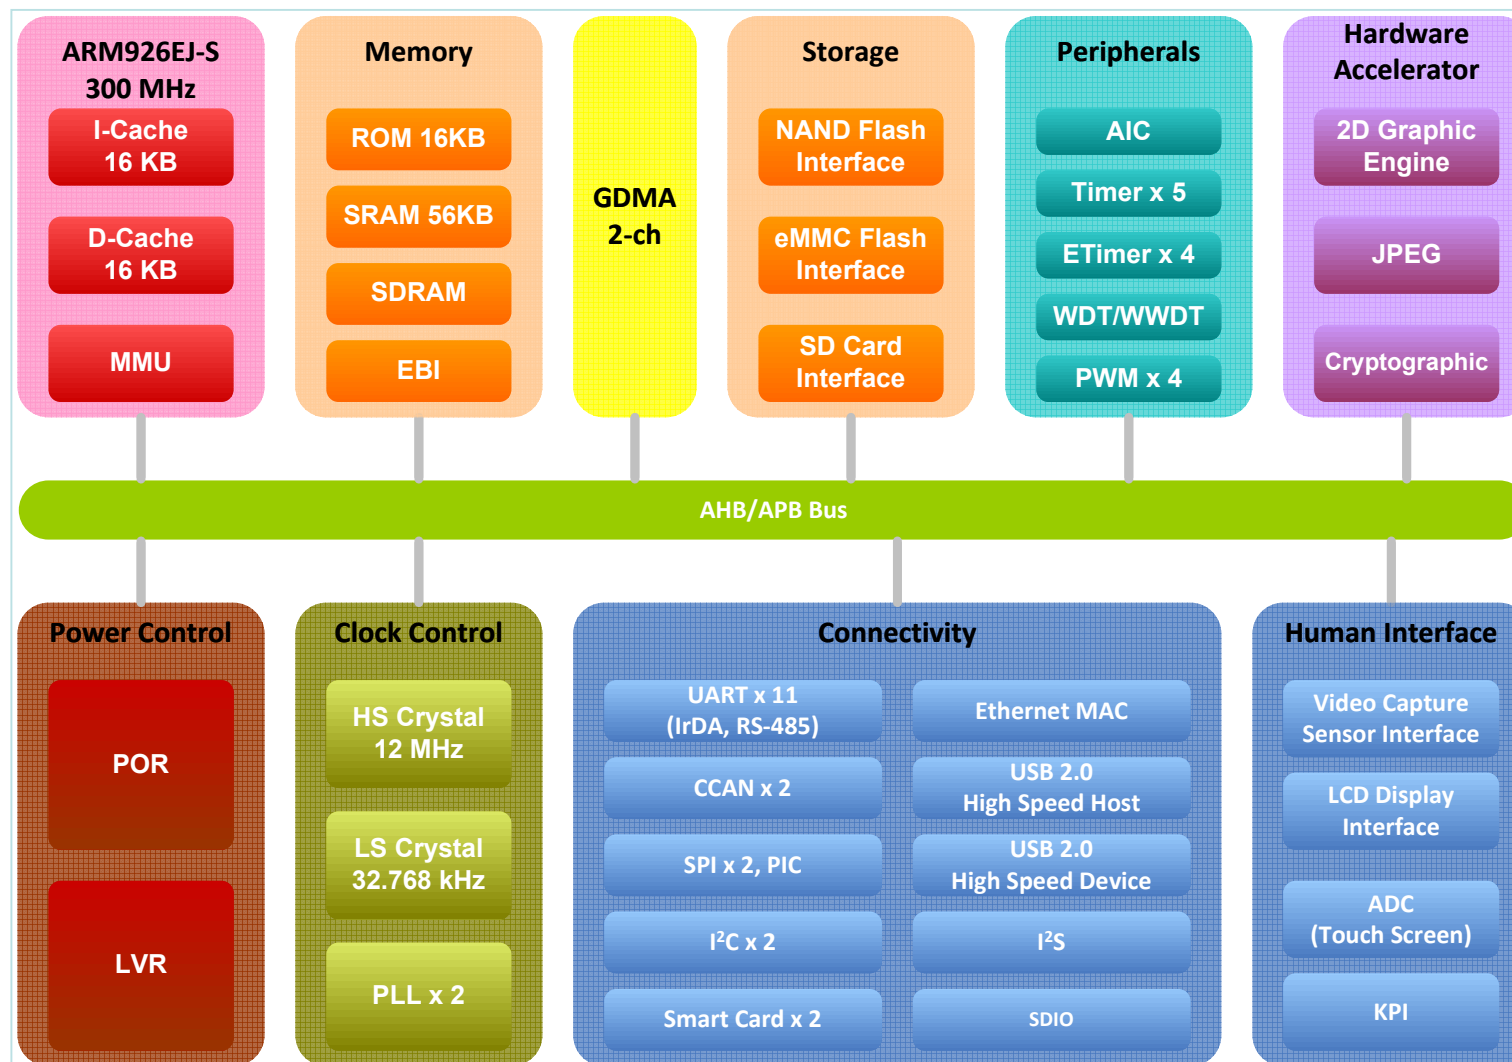 ARM926EJ-S
300 MHz
I-Cache
16 KB
D-Cache
16 KB
MMU
Memory
ROM 16KB
SRAM 56KB
SDRAM
EBI
GDMA
2-ch
Storage
NAND Flash
Interface
eMMC Flash
Interface
SD Card
Interface
Peripherals
AIC
Timer x 5
ETimer x 4
WDT/WWDT
PWM x 4
Hardware
Accelerator
2D Graphic
Engine
JPEG
Cryptographic
AHB/APB Bus
Power Control
POR
LVR
Clock Control
HS Crystal
12 MHz
LS Crystal
32.768 kHz
PLL x 2
Connectivity
UART x 11
(IrDA, RS-485)
CCAN x 2
SPI x 2, PIC
I²C x 2
Smart Card x 2
Ethernet MAC
USB 2.0
High Speed Host
USB 2.0
High Speed Device
I²S
SDIO
Human Interface
Video Capture
Sensor Interface
LCD Display
Interface
ADC
(Touch Screen)
KPI